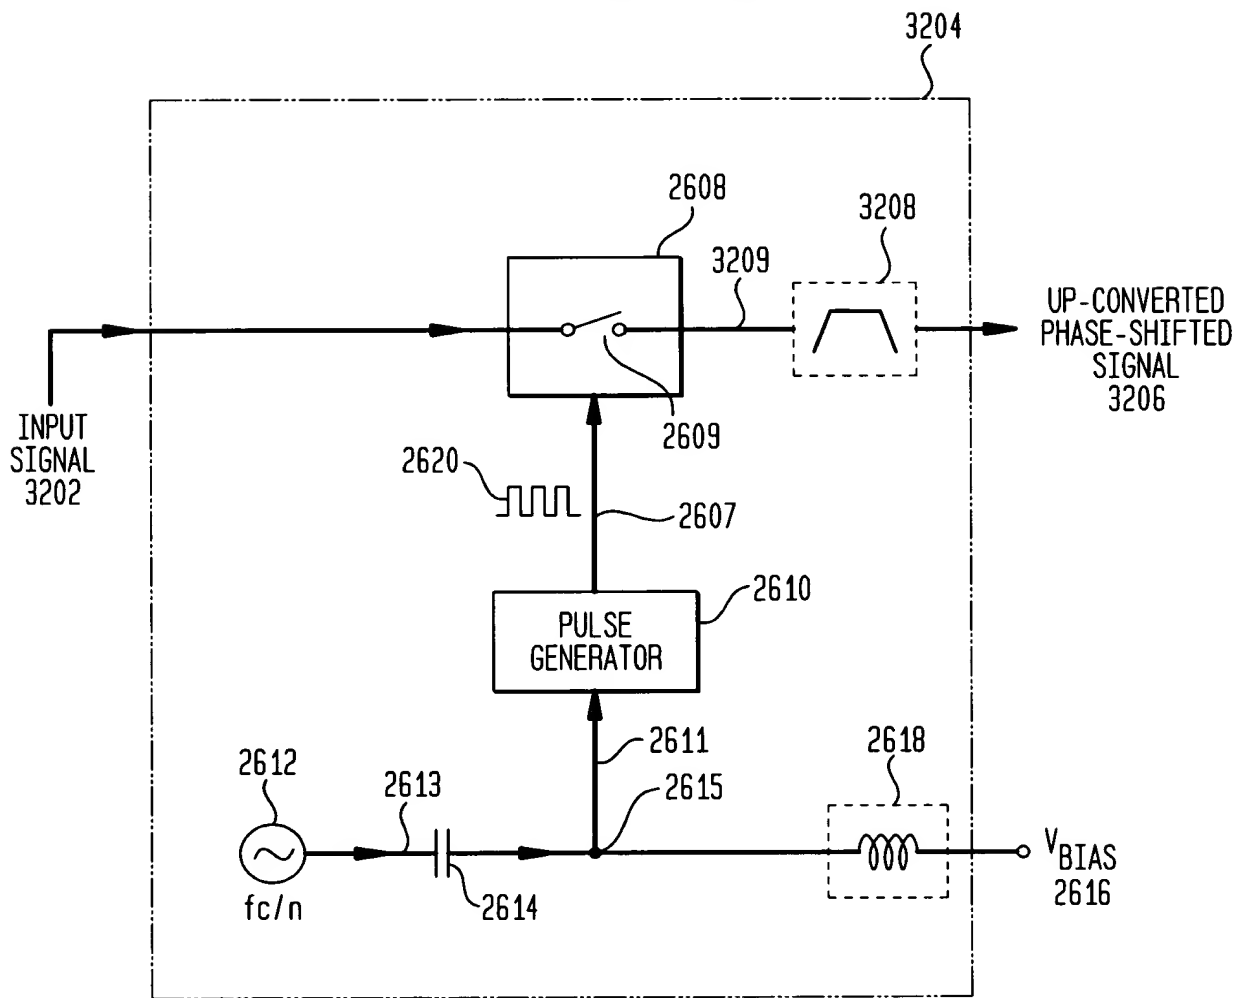 3204
2608
3208
3209
UP-CONVERTED
PHASE-SHIFTED
SIGNAL
3206
INPUT
SIGNAL
3202
2609
2620
2607
PULSE
GENERATOR
2610
2611
2612
2613
2615
2618
fc/n
2614
VBIAS
2616